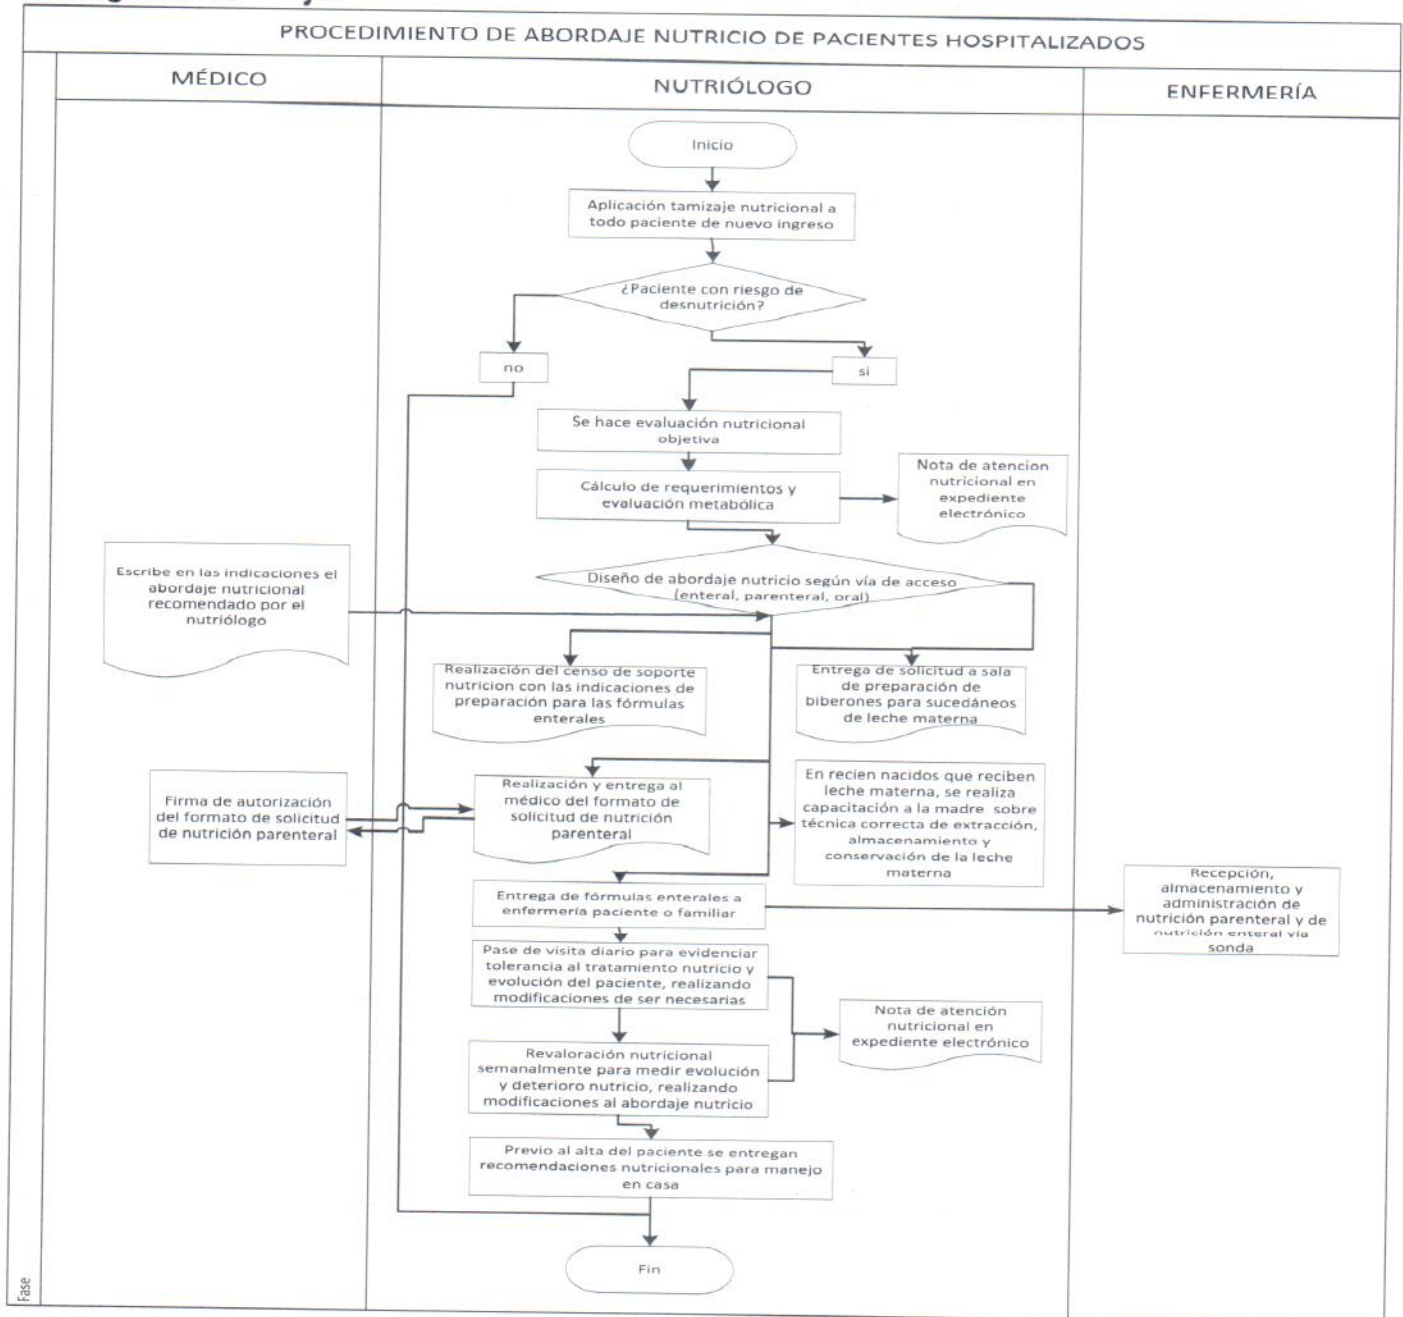 PROCEDIMIENTO DE ABORDAJE NUTRICIO DE PACIENTES HOSPITALIZADOS
MÉDICO
NUTRIÓLOGO
ENFERMERÍA
Inicio
Aplicación tamizaje nutricional a
todo paciente de nuevo ingreso
¿Paciente con riesgo de
desnutrición?
no
si
Se hace evaluación nutricional
objetiva
Cálculo de requerimientos y
evaluación metabólica
Nota de atencion
nutricional en
expediente
electrónico
Escribe en las indicaciones el
abordaje nutricional
recomendado por el
nutriólogo
Diseño de abordaje nutricio según vía de acceso
(enteral, parenteral, oral)
Realización del censo de soporte
nutricion con las indicaciones de
preparación para las fórmulas
enterales
Entrega de solicitud a sala
de preparación de
biberones para sucedáneos
de leche materna
Firma de autorización
del formato de solicitud
de nutrición parenteral
Realización y entrega al
médico del formato de
solicitud de nutrición
parenteral
En recien nacidos que reciben
leche materna, se realiza
capacitación a la madre sobre
técnica correcta de extracción,
almacenamiento y
conservación de la leche
materna
Entrega de fórmulas enterales a
enfermería paciente o familiar
Recepción,
almacenamiento y
administración de
nutrición parenteral y de
nutrición enteral vía
sonda
Pase de visita diario para evidenciar
tolerancia al tratamiento nutricio y
evolución del paciente, realizando
modificaciones de ser necesarias
Nota de atención
nutricional en
expediente electrónico
Revaloración nutricional
semanalmente para medir evolución
y deterioro nutricio, realizando
modificaciones al abordaje nutricio
Previo al alta del paciente se entregan
recomendaciones nutricionales para manejo
en casa
Fin
Fase